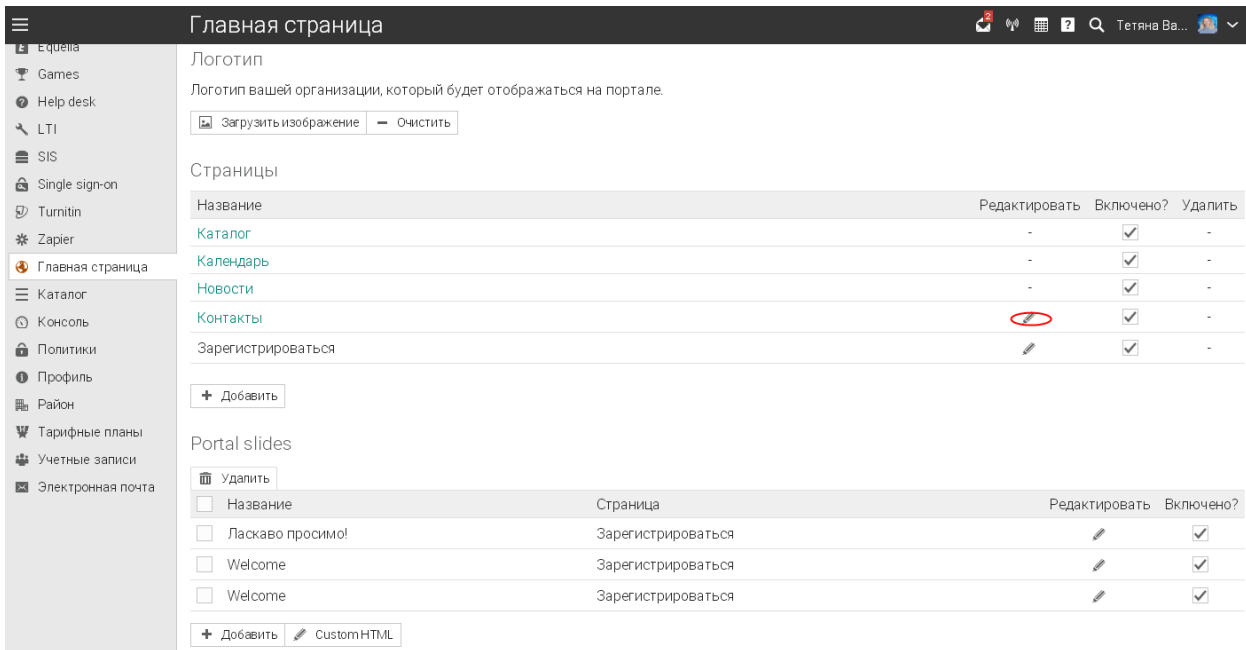 Главная страница
2
Тетяна Ва...
Equella
Games
Help desk
LTI
SIS
Single sign-on
Turnitin
Zapier
Главная страница
Каталог
Консоль
Политики
Профиль
Район
Тарифные планы
Учетные записи
Электронная почта
Логотип
Логотип вашей организации, который будет отображаться на портале.
Загрузить изображение Очистить
Страницы
Название Редактировать Включено? Удалить
Каталог - -
Календарь - -
Новости - -
Контакты -
Зарегистрироваться -
Добавить
Portal slides
Удалить
Название Страница Редактировать Включено?
Ласкаво просимо! Зарегистрироваться
Welcome Зарегистрироваться
Welcome Зарегистрироваться
Добавить Custom HTML